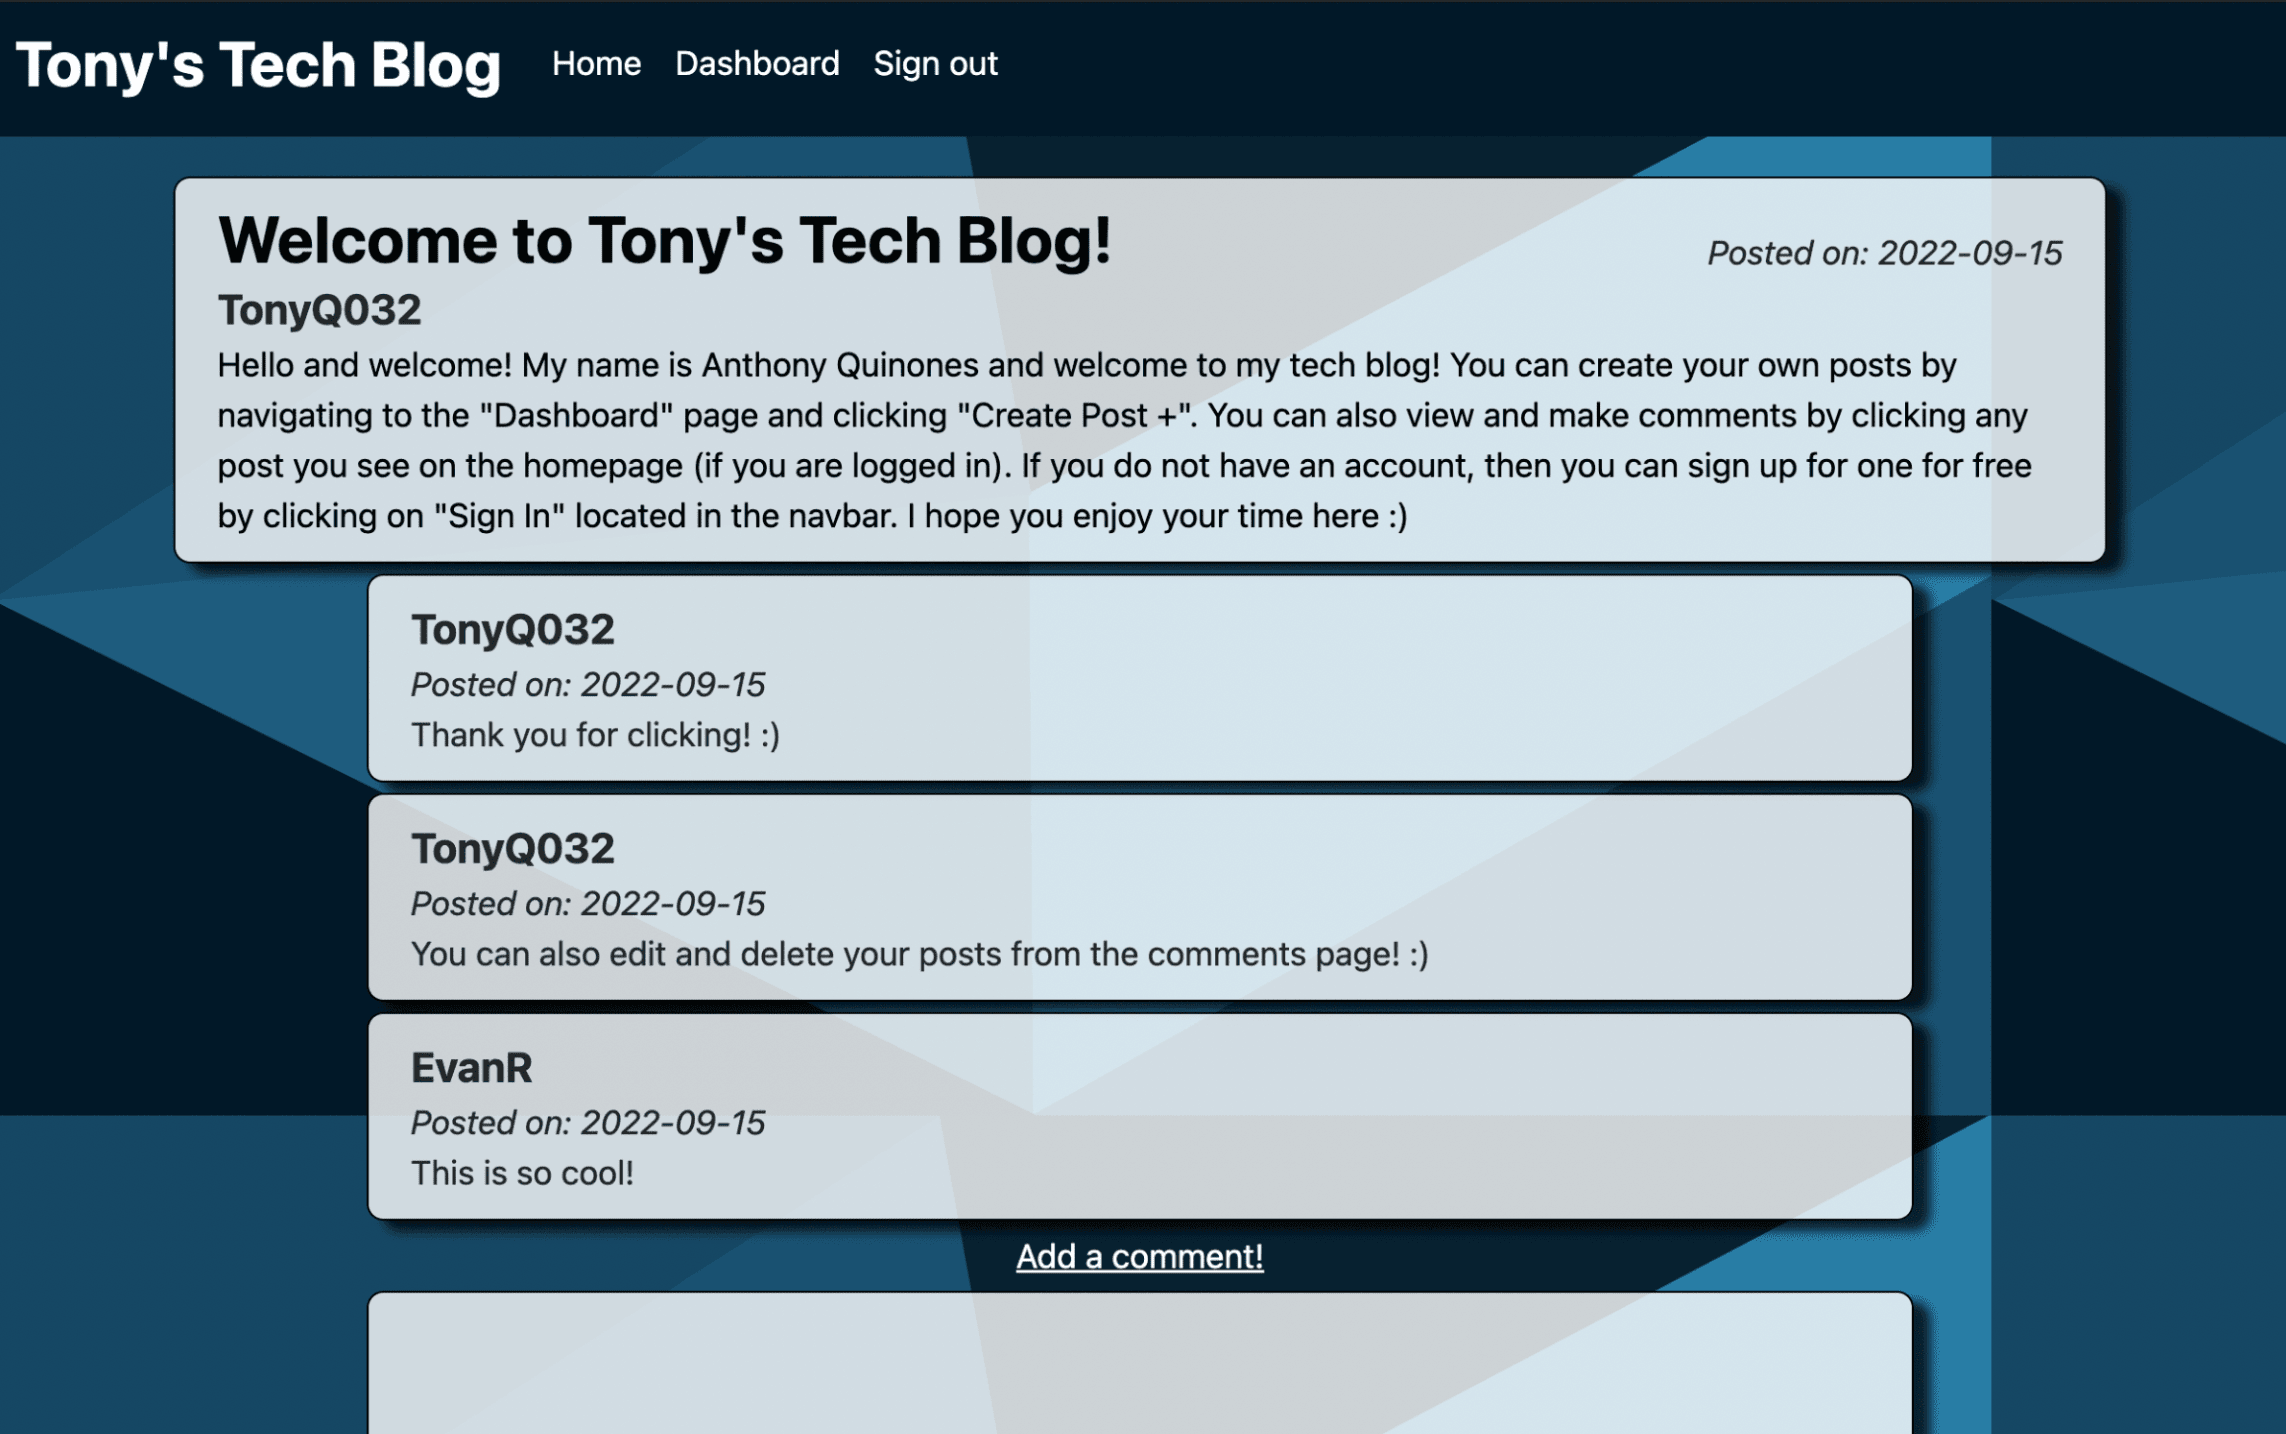 Tony's Tech Blog
Home
Dashboard
Sign out
Welcome to Tony's Tech Blog!
Posted on: 2022-09-15
TonyQ032
Hello and welcome! My name is Anthony Quinones and welcome to my tech blog! You can create your own posts by
navigating to the "Dashboard" page and clicking "Create Post +". You can also view and make comments by clicking any
post you see on the homepage (if you are logged in). If you do not have an account, then you can sign up for one for free
by clicking on "Sign In" located in the navbar. I hope you enjoy your time here :)
TonyQ032
Posted on: 2022-09-15
Thank you for clicking! :)
TonyQ032
Posted on: 2022-09-15
You can also edit and delete your posts from the comments page! :)
EvanR
Posted on: 2022-09-15
This is so cool!
Add a comment!